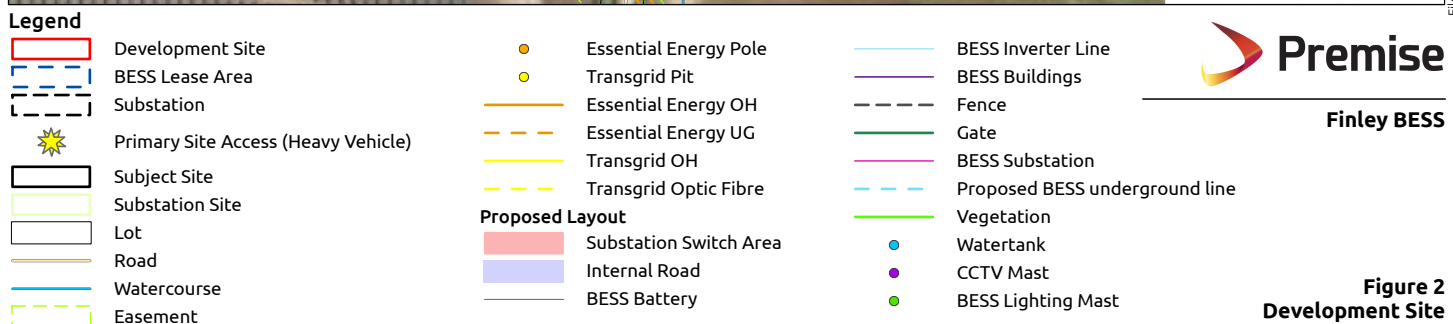 Legend
Development Site
BESS Lease Area
Substation
Primary Site Access (Heavy Vehicle)
Subject Site
Substation Site
Lot
Road
Watercourse
Easement
Essential Energy Pole
Transgrid Pit
Essential Energy OH
Essential Energy UG
Transgrid OH
Transgrid Optic Fibre
Proposed Layout
Substation Switch Area
Internal Road
BESS Battery
BESS Inverter Line
BESS Buildings
Fence
Gate
BESS Substation
Proposed BESS underground line
Vegetation
Watertank
CCTV Mast
BESS Lighting Mast
Premise
Finley BESS
Figure 2
Development Site